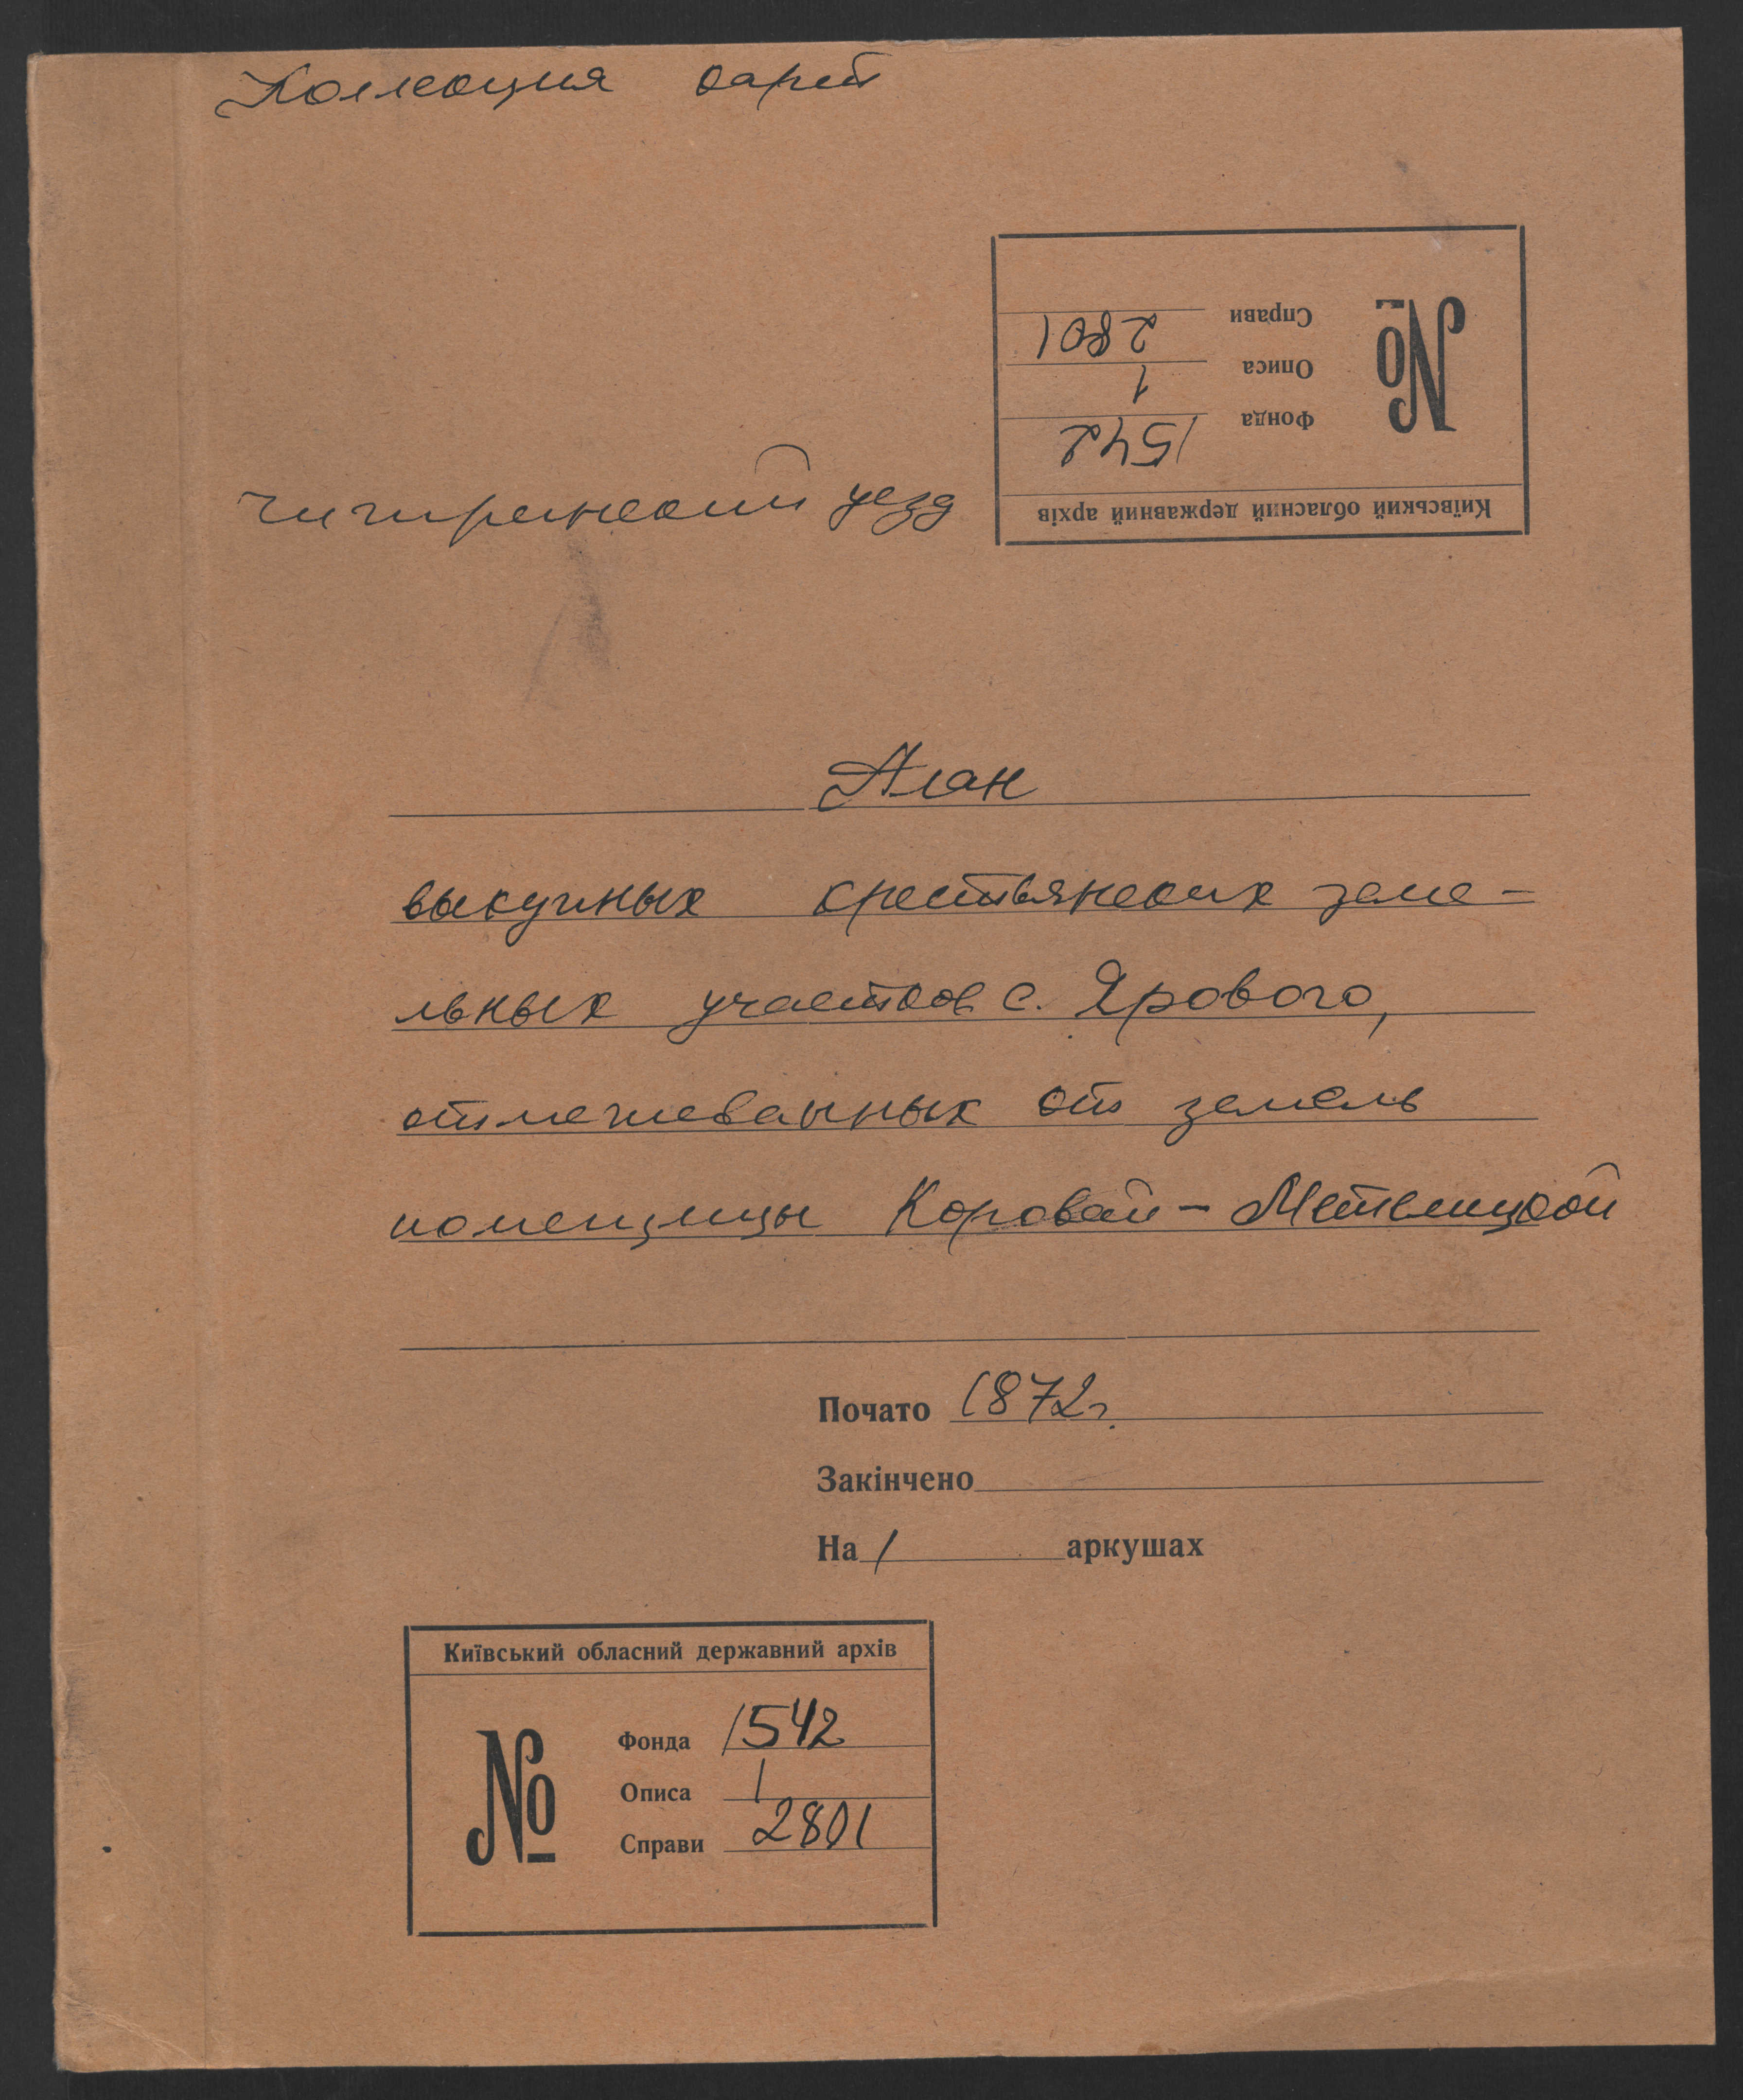 Коллекция карт
Київський обласний державний архів
№
Фонда 1542
Описа 1
Справи 2801
Чигиринский уезд
План
выкупных крестьянских земе-
льных участков с. Ярового,
отмежеванных от земель
помещицы Коровай-Метелицкой
Почато 1872г.
Закінчено
На 1 аркушах
Київський обласний державний архів
№
Фонда 1542
Описа 1
Справи 2801